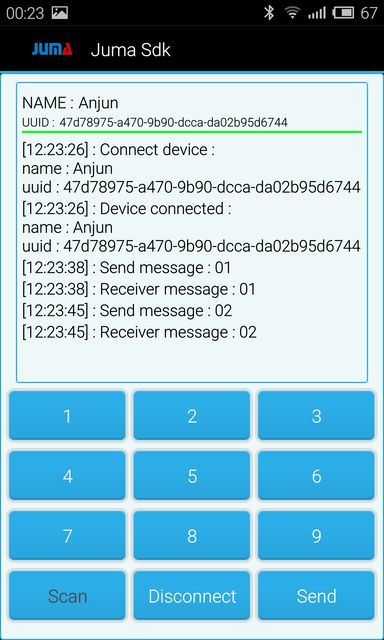 00:23 67
JUMA Juma Sdk
NAME : Anjun
UUID : 47d78975-a470-9b90-dcca-da02b95d6744
[12:23:26] : Connect device :
name : Anjun
uuid : 47d78975-a470-9b90-dcca-da02b95d6744
[12:23:26] : Device connected :
name : Anjun
uuid : 47d78975-a470-9b90-dcca-da02b95d6744
[12:23:38] : Send message : 01
[12:23:38] : Receiver message : 01
[12:23:45] : Send message : 02
[12:23:45] : Receiver message : 02
1 2 3
4 5 6
7 8 9
Scan Disconnect Send